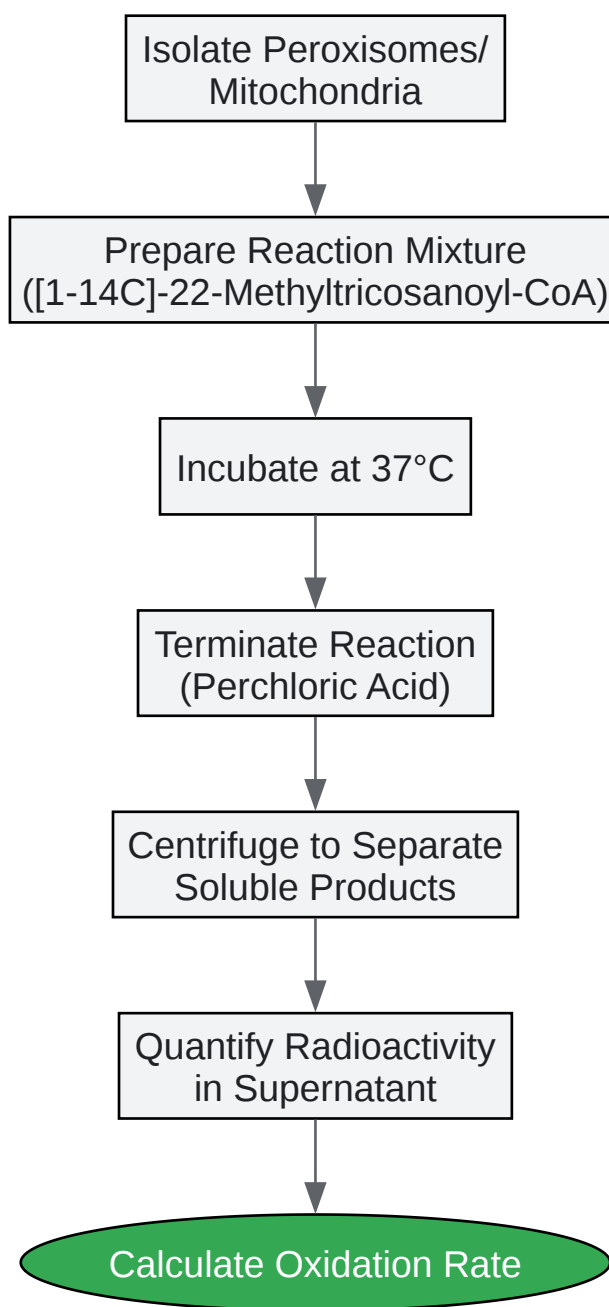 Isolate Peroxisomes/
Mitochondria
Prepare Reaction Mixture
([1-14C]-22-Methyltricosanoyl-CoA)
Incubate at 37°C
Terminate Reaction
(Perchloric Acid)
Centrifuge to Separate
Soluble Products
Quantify Radioactivity
in Supernatant
Calculate Oxidation Rate